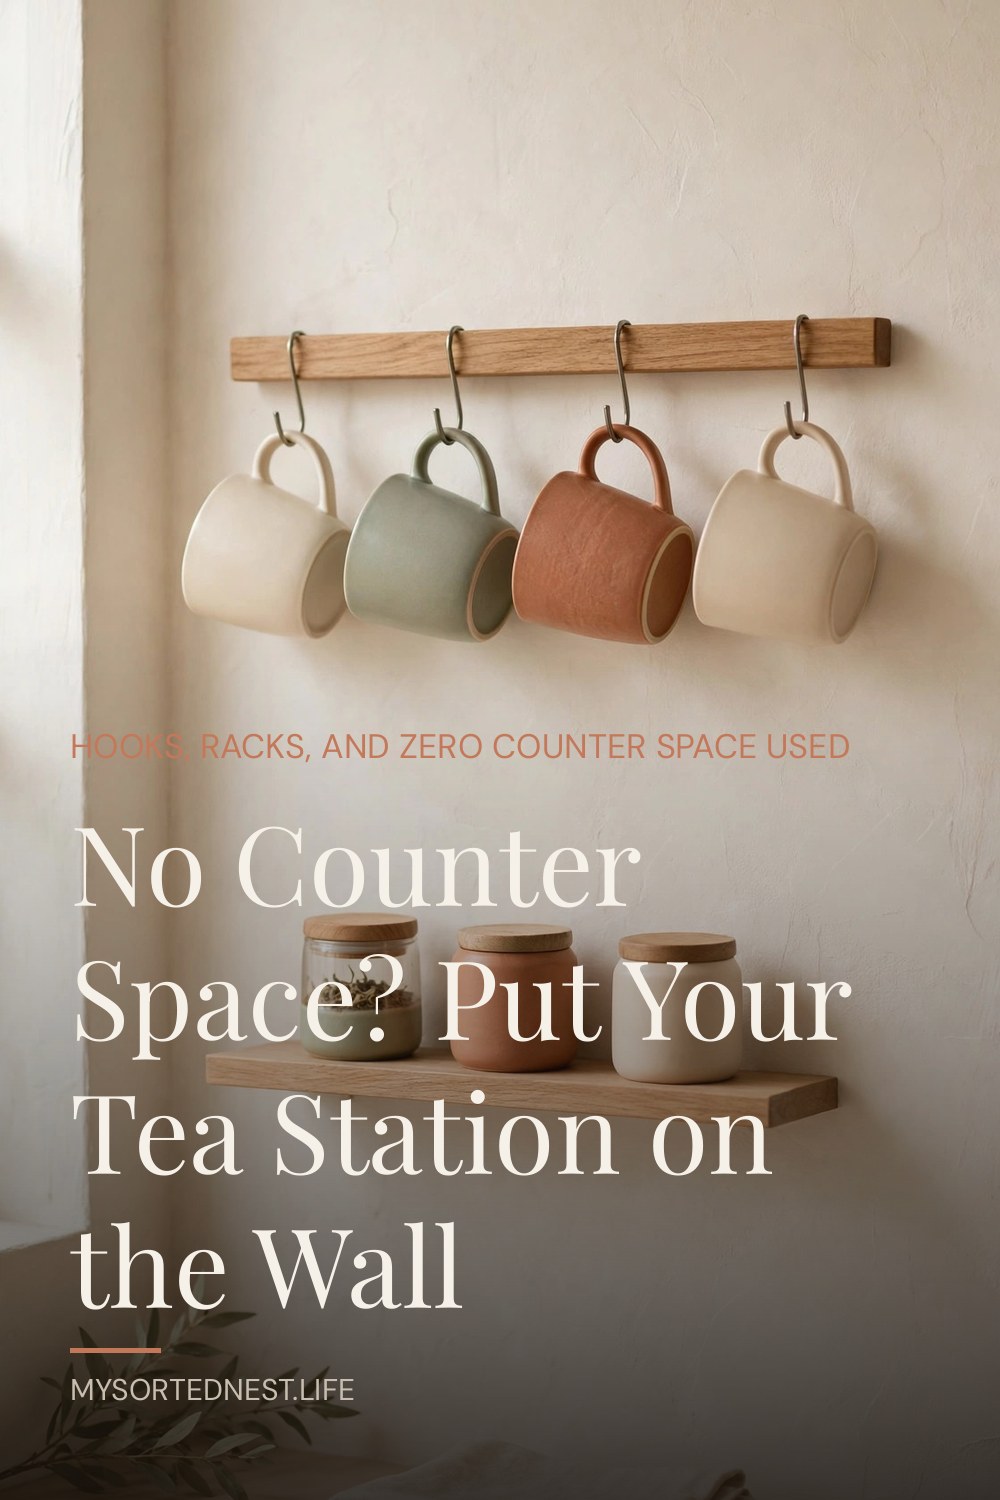 HOOKS, RACKS, AND ZERO COUNTER SPACE USED
No Counter
Space? Put Your
Tea Station on
the Wall
MYSORTEDNEST.LIFE